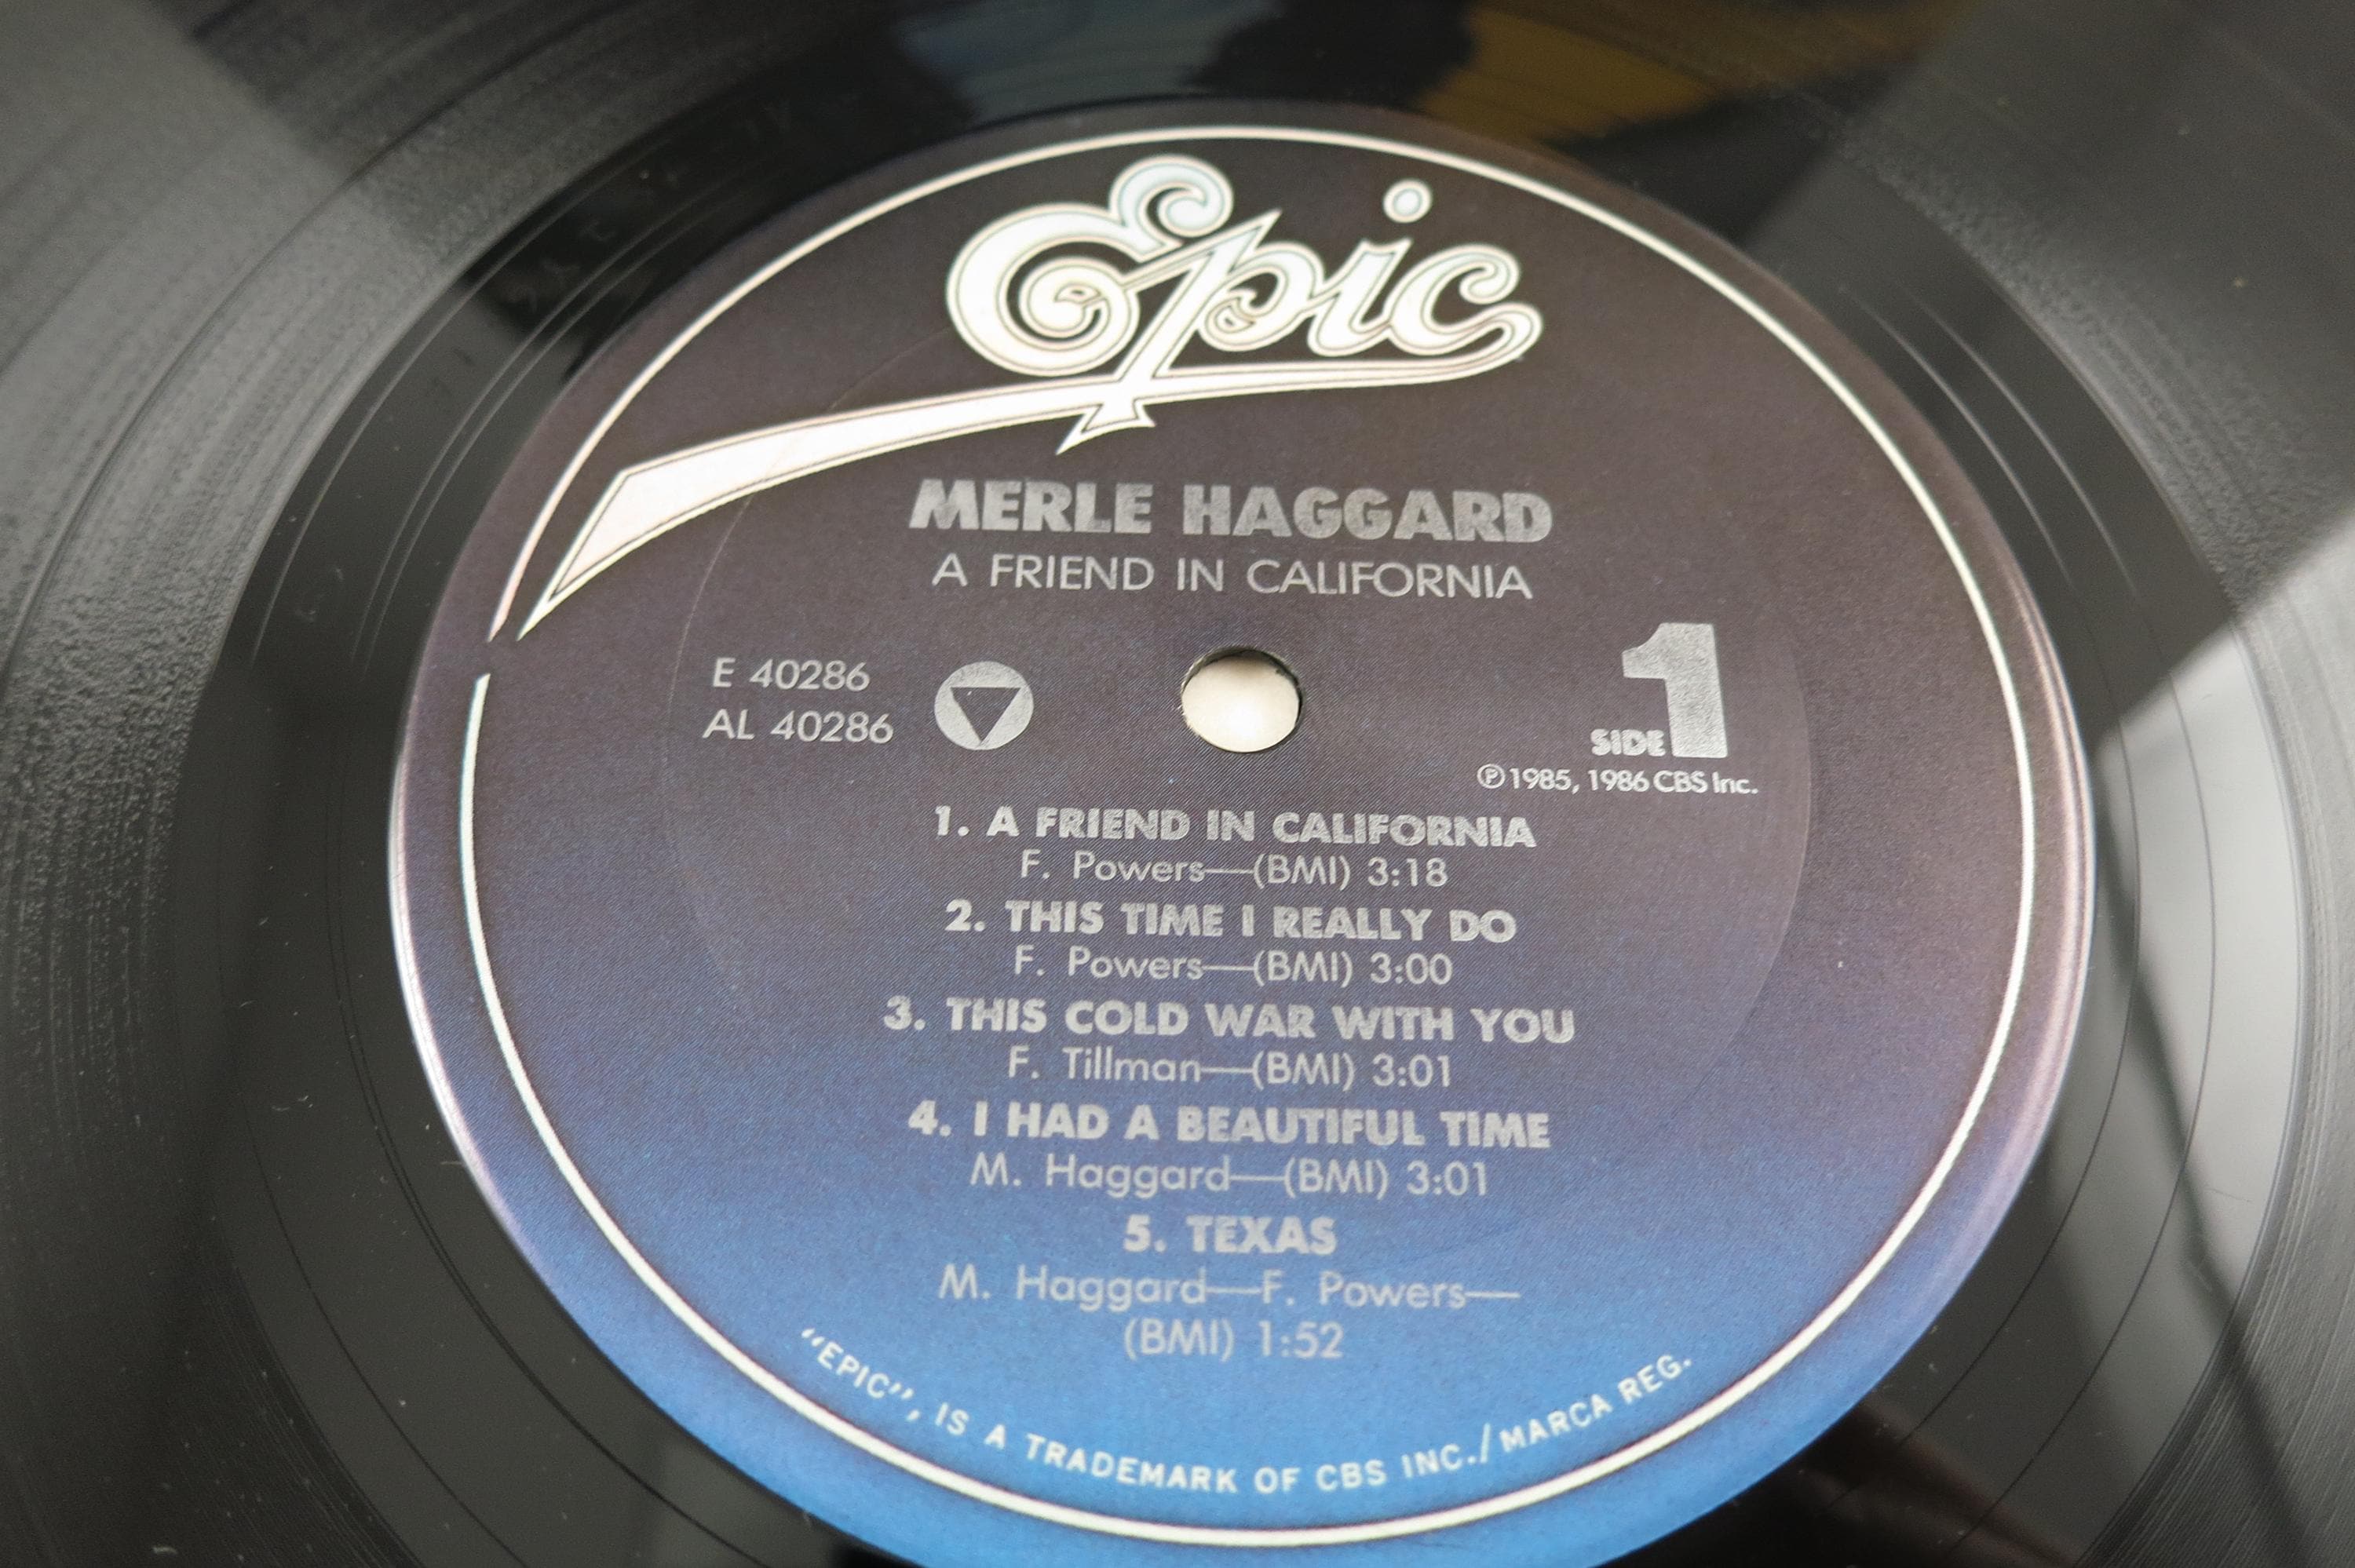 Epic
MERLE HAGGARD
A FRIEND IN CALIFORNIA
E 40286
AL 40286
SIDE 1
Ⓟ1985, 1986 CBS Inc.
1. A FRIEND IN CALIFORNIA
F. Powers—(BMI) 3:18
2. THIS TIME I REALLY DO
F. Powers—(BMI) 3:00
3. THIS COLD WAR WITH YOU
F. Tillman—(BMI) 3:01
4. I HAD A BEAUTIFUL TIME
M. Haggard—(BMI) 3:01
5. TEXAS
M. Haggard—F. Powers—
(BMI) 1:52
“EPIC”, IS A TRADEMARK OF CBS INC./MARCA REG.